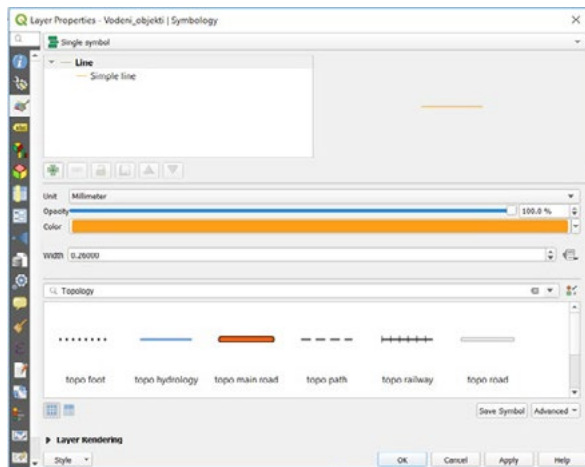 Layer Properties - Vodeni_objekti | Symbology
Single symbol
Line
Simple line
Unit Millimeter
Opacity 100.0 %
Color
Width 0.26000
Topology
topo foot topo hydrology topo main road topo path topo railway topo road
Save Symbol Advanced
Layer Rendering
Style OK Cancel Apply Help